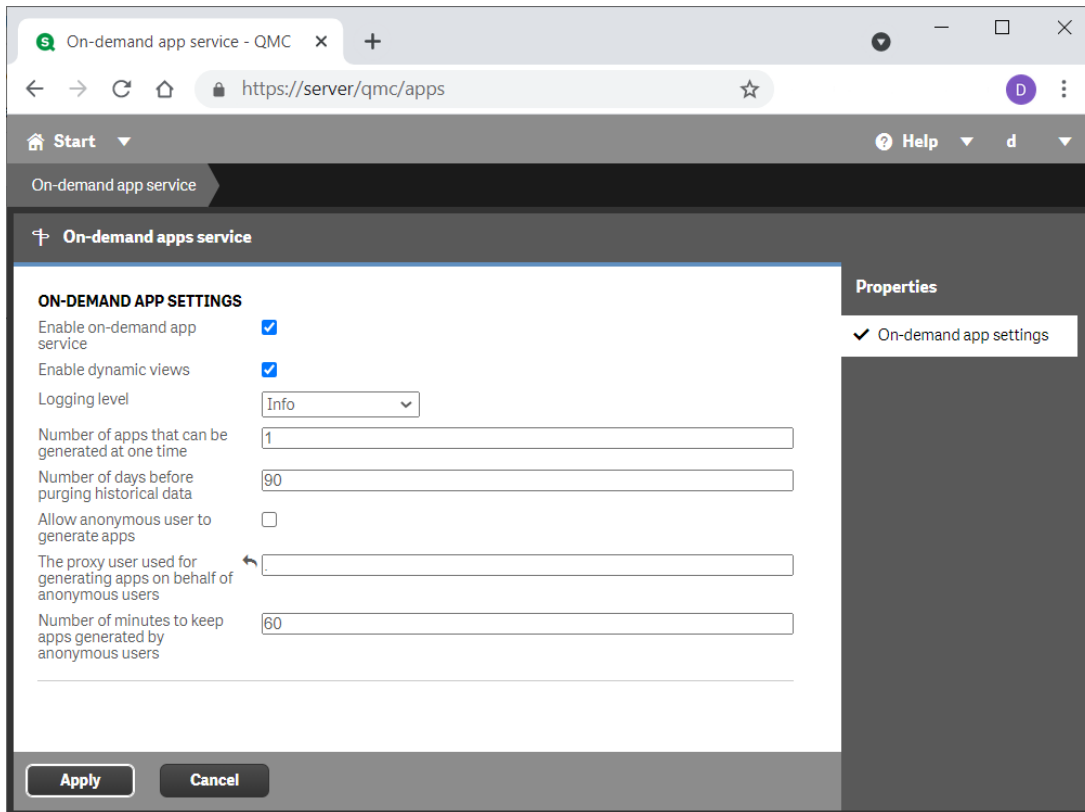 On-demand app service - QMC
https://server/qmc/apps
D
Start
Help
d
On-demand app service
On-demand apps service
ON-DEMAND APP SETTINGS
Enable on-demand app
service
Enable dynamic views
Logging level
Info
Number of apps that can be
generated at one time
1
Number of days before
purging historical data
90
Allow anonymous user to
generate apps
The proxy user used for
generating apps on behalf of
anonymous users
.
Number of minutes to keep
apps generated by
anonymous users
60
Properties
On-demand app settings
Apply
Cancel